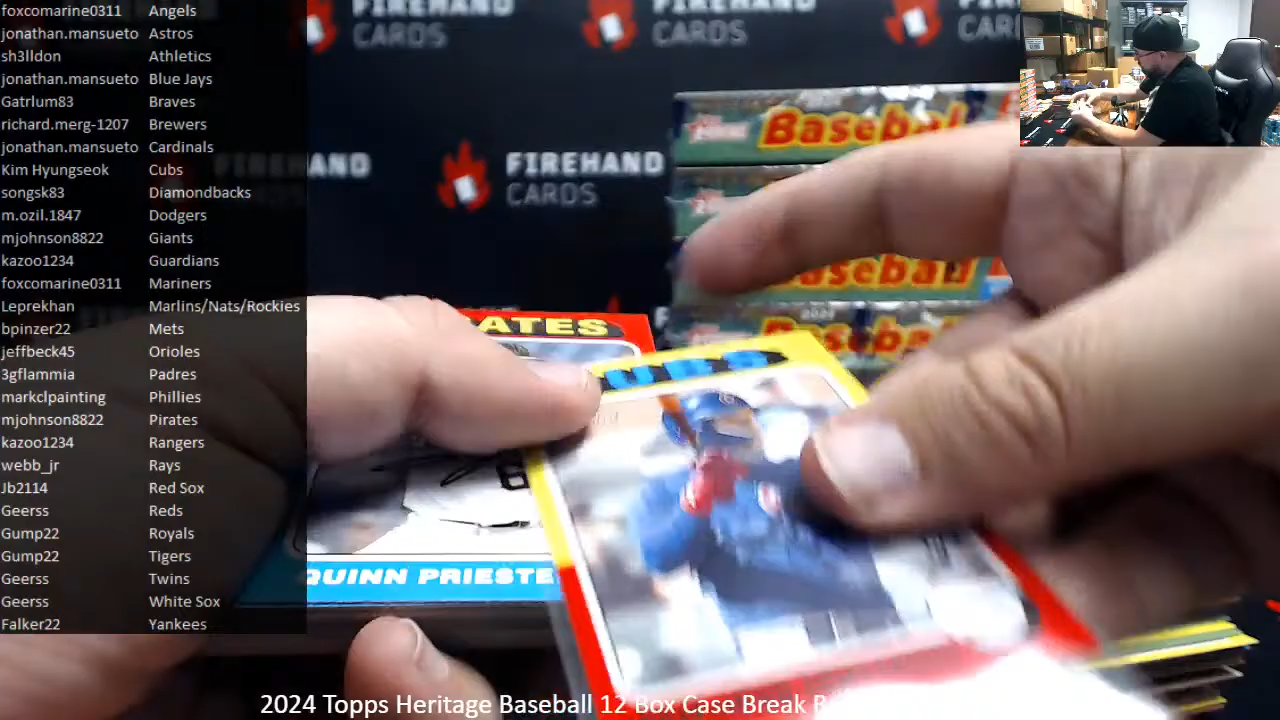 foxcomarine0311 Angels
jonathan.mansueto Astros
sh3lldon Athletics
jonathan.mansueto Blue Jays
Gatrlum83 Braves
richard.merg-1207 Brewers
jonathan.mansueto Cardinals
Kim Hyungseok Cubs
songsk83 Diamondbacks
m.ozil.1847 Dodgers
mjohnson8822 Giants
kazoo1234 Guardians
foxcomarine0311 Mariners
Leprekhan Marlins/Nats/Rockies
bpinzer22 Mets
jeffbeck45 Orioles
3gflammia Padres
markclpainting Phillies
mjohnson8822 Pirates
kazoo1234 Rangers
webb_jr Rays
Jb2114 Red Sox
Geerss Reds
Gump22 Royals
Gump22 Tigers
Geerss Twins
Geerss White Sox
Falker22 Yankees
FIREHAND
CARDS
FIREHAND
CARDS
FIREHAND
CARDS
Baseball
Baseball
QUINN PRIESTE
2024 Topps Heritage Baseball 12 Box Case Break